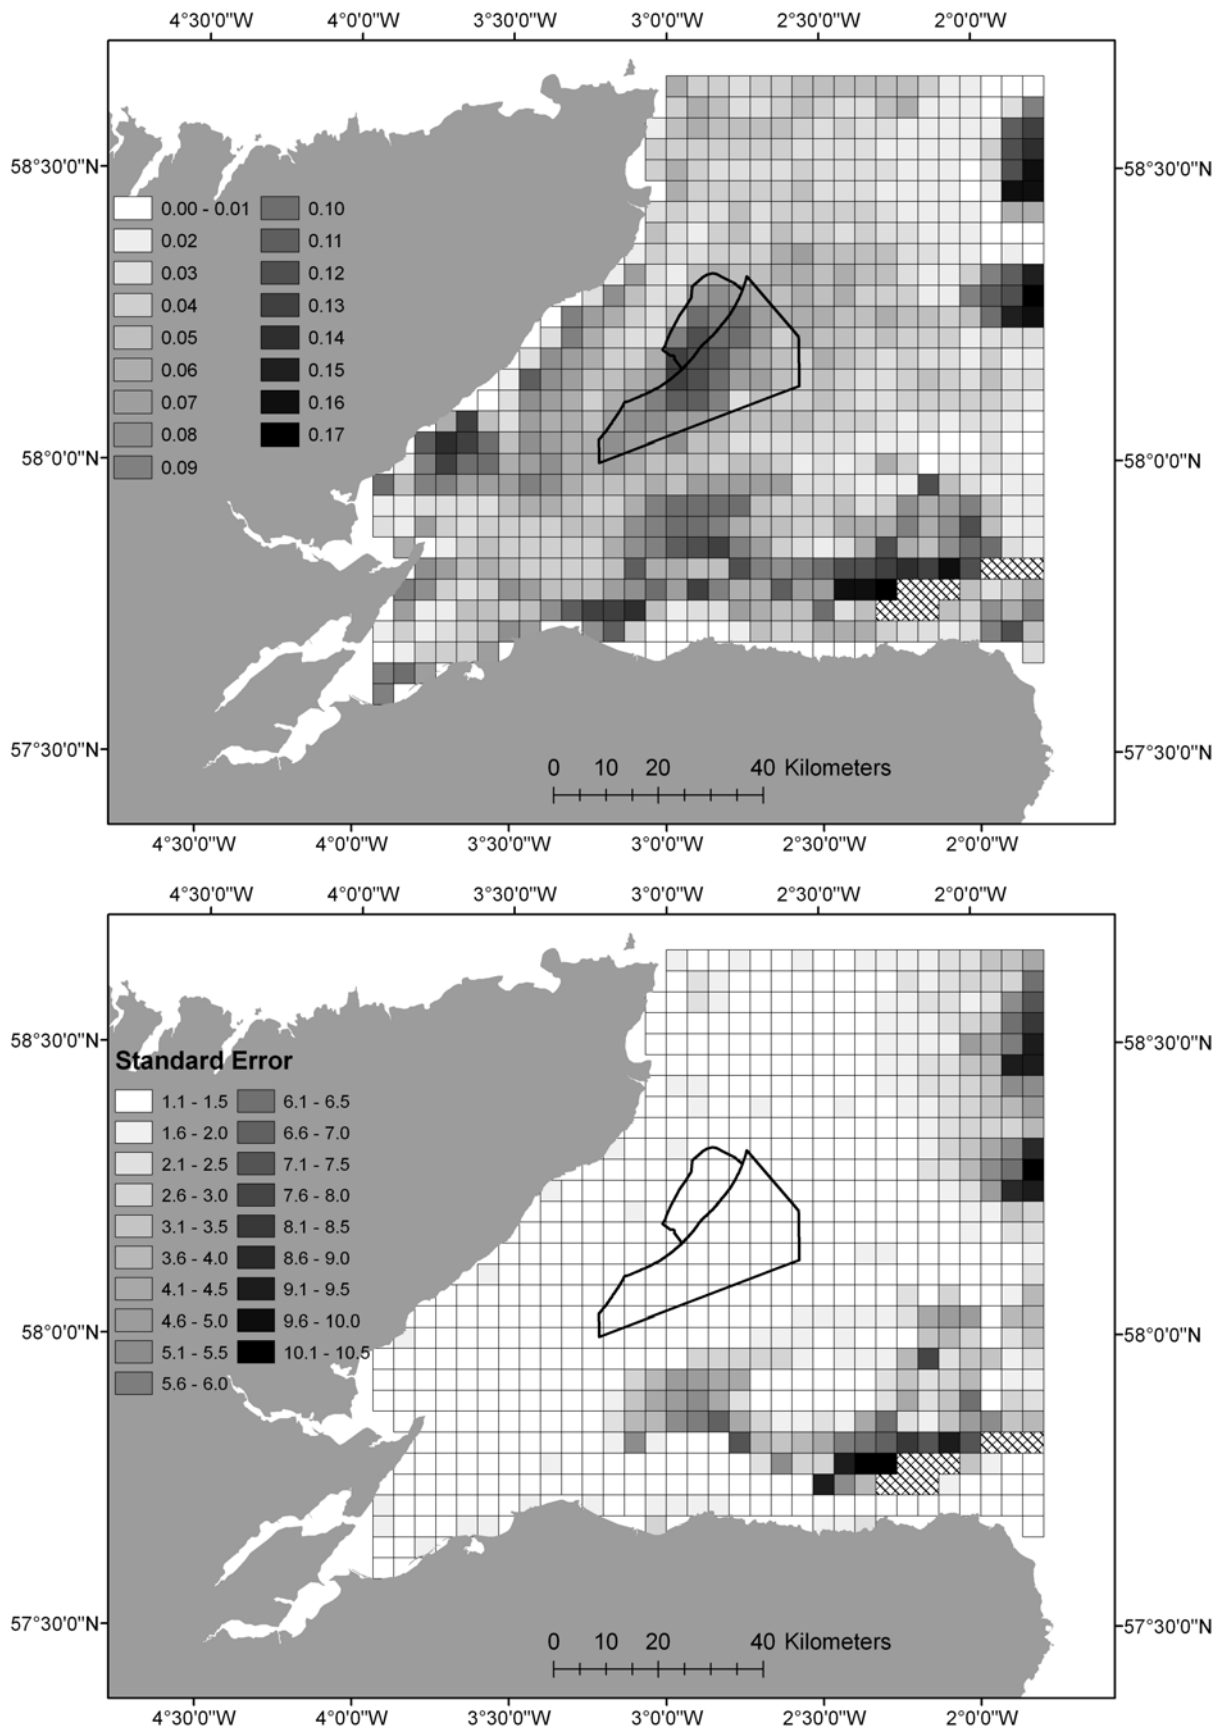 4°30'0"W 4°0'0"W 3°30'0"W 3°0'0"W 2°30'0"W 2°0'0"W
58°30'0"N 58°30'0"N
0.00 - 0.01 0.10
0.02 0.11
0.03 0.12
0.04 0.13
0.05 0.14
0.06 0.15
0.07 0.16
0.08 0.17
0.09
58°0'0"N 58°0'0"N
57°30'0"N 57°30'0"N
0 10 20 40 Kilometers
4°30'0"W 4°0'0"W 3°30'0"W 3°0'0"W 2°30'0"W 2°0'0"W
4°30'0"W 4°0'0"W 3°30'0"W 3°0'0"W 2°30'0"W 2°0'0"W
58°30'0"N 58°30'0"N
Standard Error
1.1 - 1.5 6.1 - 6.5
1.6 - 2.0 6.6 - 7.0
2.1 - 2.5 7.1 - 7.5
2.6 - 3.0 7.6 - 8.0
3.1 - 3.5 8.1 - 8.5
3.6 - 4.0 8.6 - 9.0
4.1 - 4.5 9.1 - 9.5
4.6 - 5.0 9.6 - 10.0
5.1 - 5.5 10.1 - 10.5
5.6 - 6.0
58°0'0"N 58°0'0"N
57°30'0"N 57°30'0"N
0 10 20 40 Kilometers
4°30'0"W 4°0'0"W 3°30'0"W 3°0'0"W 2°30'0"W 2°0'0"W